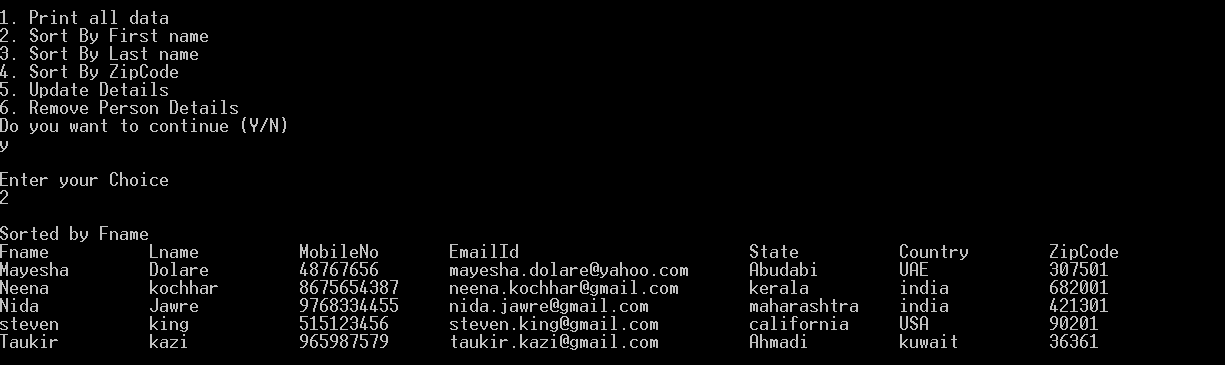 1. Print all data
2. Sort By First name
3. Sort By Last name
4. Sort By ZipCode
5. Update Details
6. Remove Person Details
Do you want to continue (Y/N)
y
Enter your Choice
2
Sorted by Fname
Fname Lname MobileNo EmailId State Country ZipCode
Mayesha Dolare 48767656 mayesha.dolare@yahoo.com Abudabi UAE 307501
Neena kochhar 8675654387 neena.kochhar@gmail.com kerala india 682001
Nida Jawre 9768334455 nida.jawre@gmail.com maharashtra india 421301
steven king 515123456 steven.king@gmail.com california USA 90201
Taukir kazi 965987579 taukir.kazi@gmail.com Ahmadi kuwait 36361